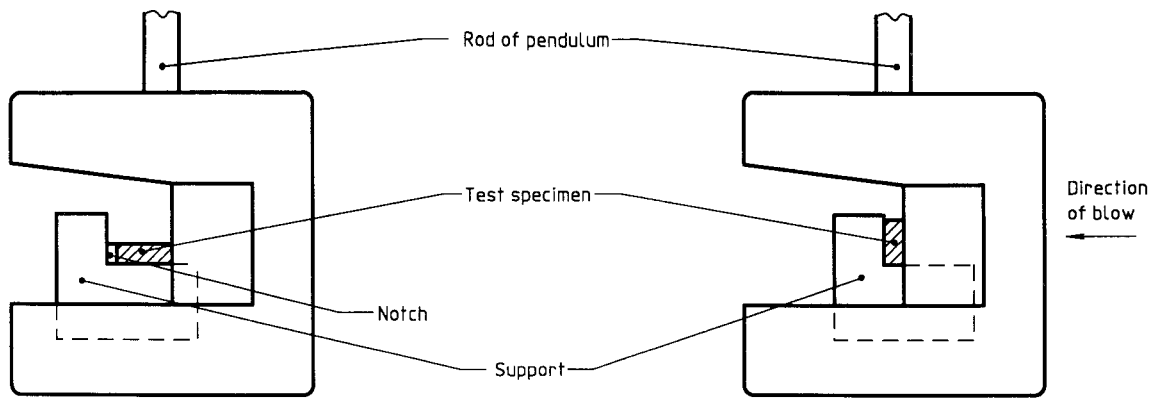 Rod of pendulum
Test specimen
Direction
of blow
Notch
Support